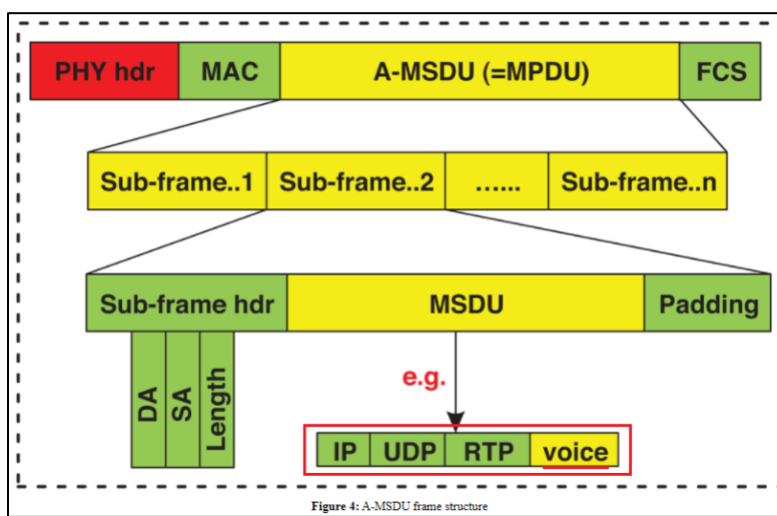 PHY hdr MAC A-MSDU (=MPDU) FCS
Sub-frame..1 Sub-frame..2 ...... Sub-frame..n
Sub-frame hdr MSDU Padding
DA SA Length
e.g.
IP UDP RTP voice
Figure 4: A-MSDU frame structure